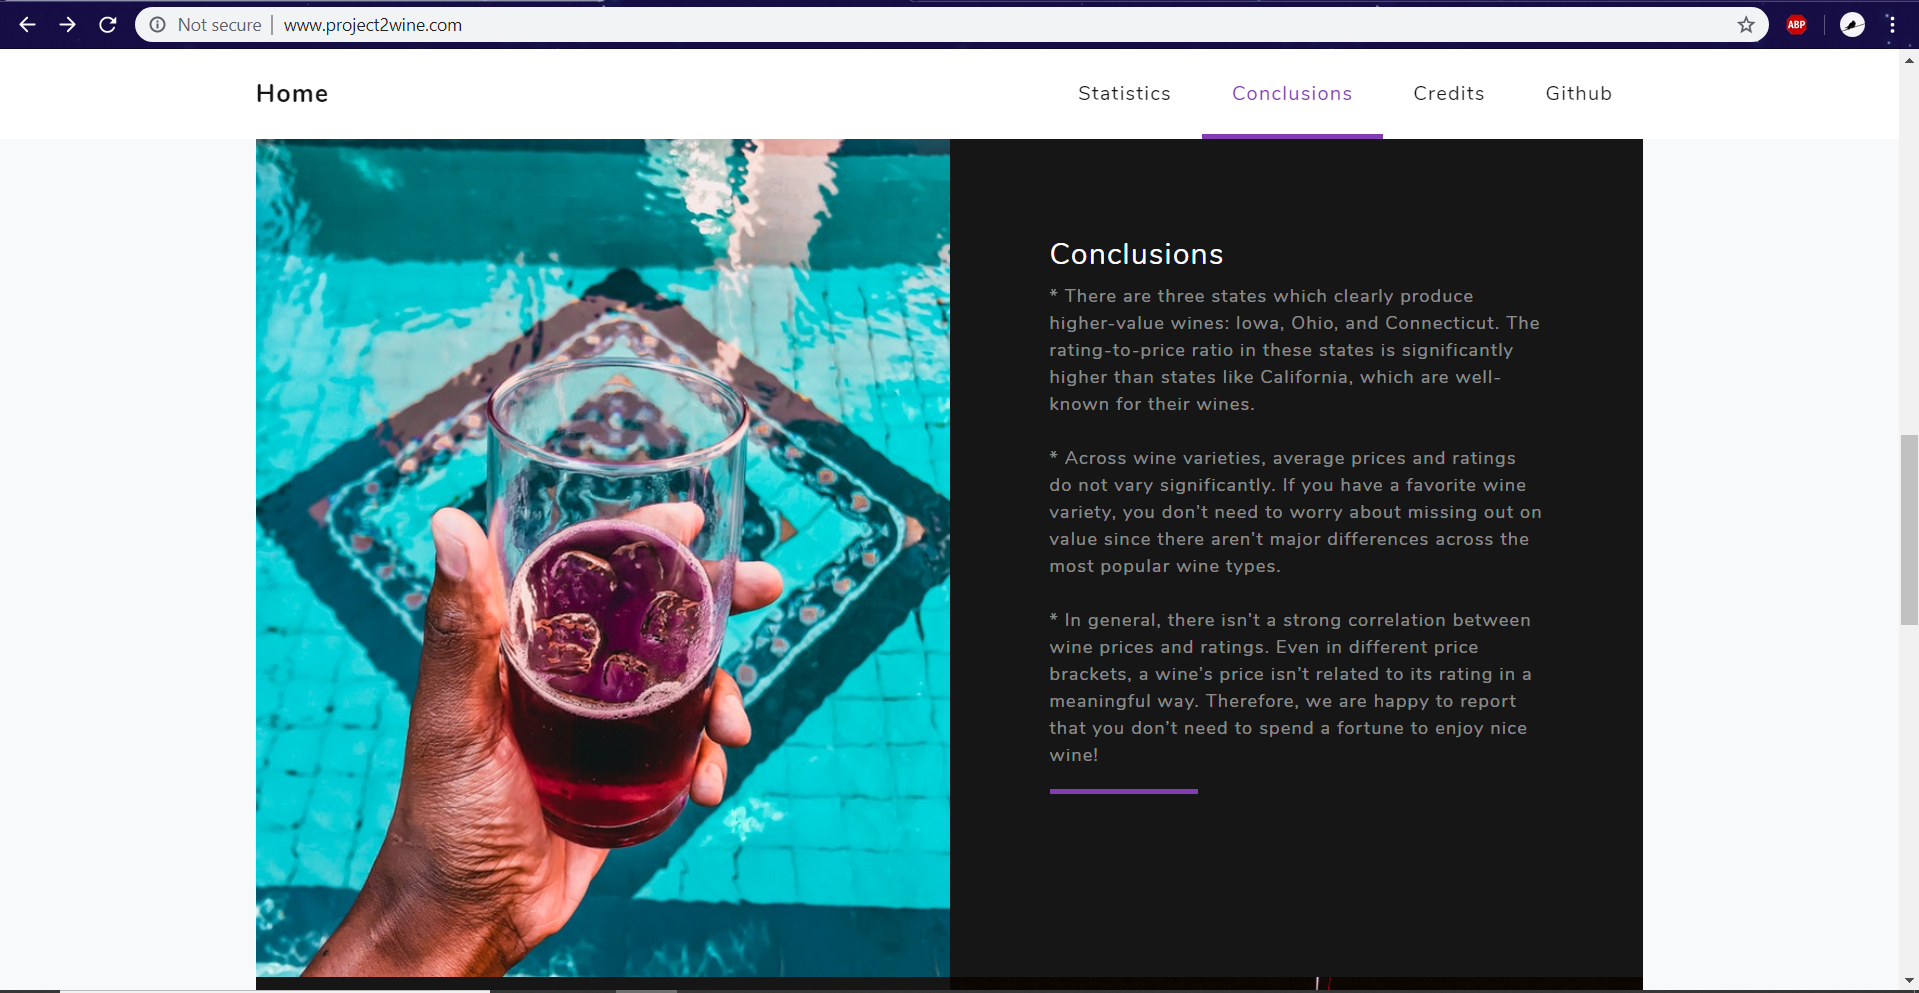 Not secure
www.project2wine.com
ABP
Home
Statistics
Conclusions
Credits
Github
Conclusions
* There are three states which clearly produce
higher-value wines: Iowa, Ohio, and Connecticut. The
rating-to-price ratio in these states is significantly
higher than states like California, which are well-
known for their wines.
* Across wine varieties, average prices and ratings
do not vary significantly. If you have a favorite wine
variety, you don’t need to worry about missing out on
value since there aren’t major differences across the
most popular wine types.
* In general, there isn’t a strong correlation between
wine prices and ratings. Even in different price
brackets, a wine’s price isn’t related to its rating in a
meaningful way. Therefore, we are happy to report
that you don’t need to spend a fortune to enjoy nice
wine!